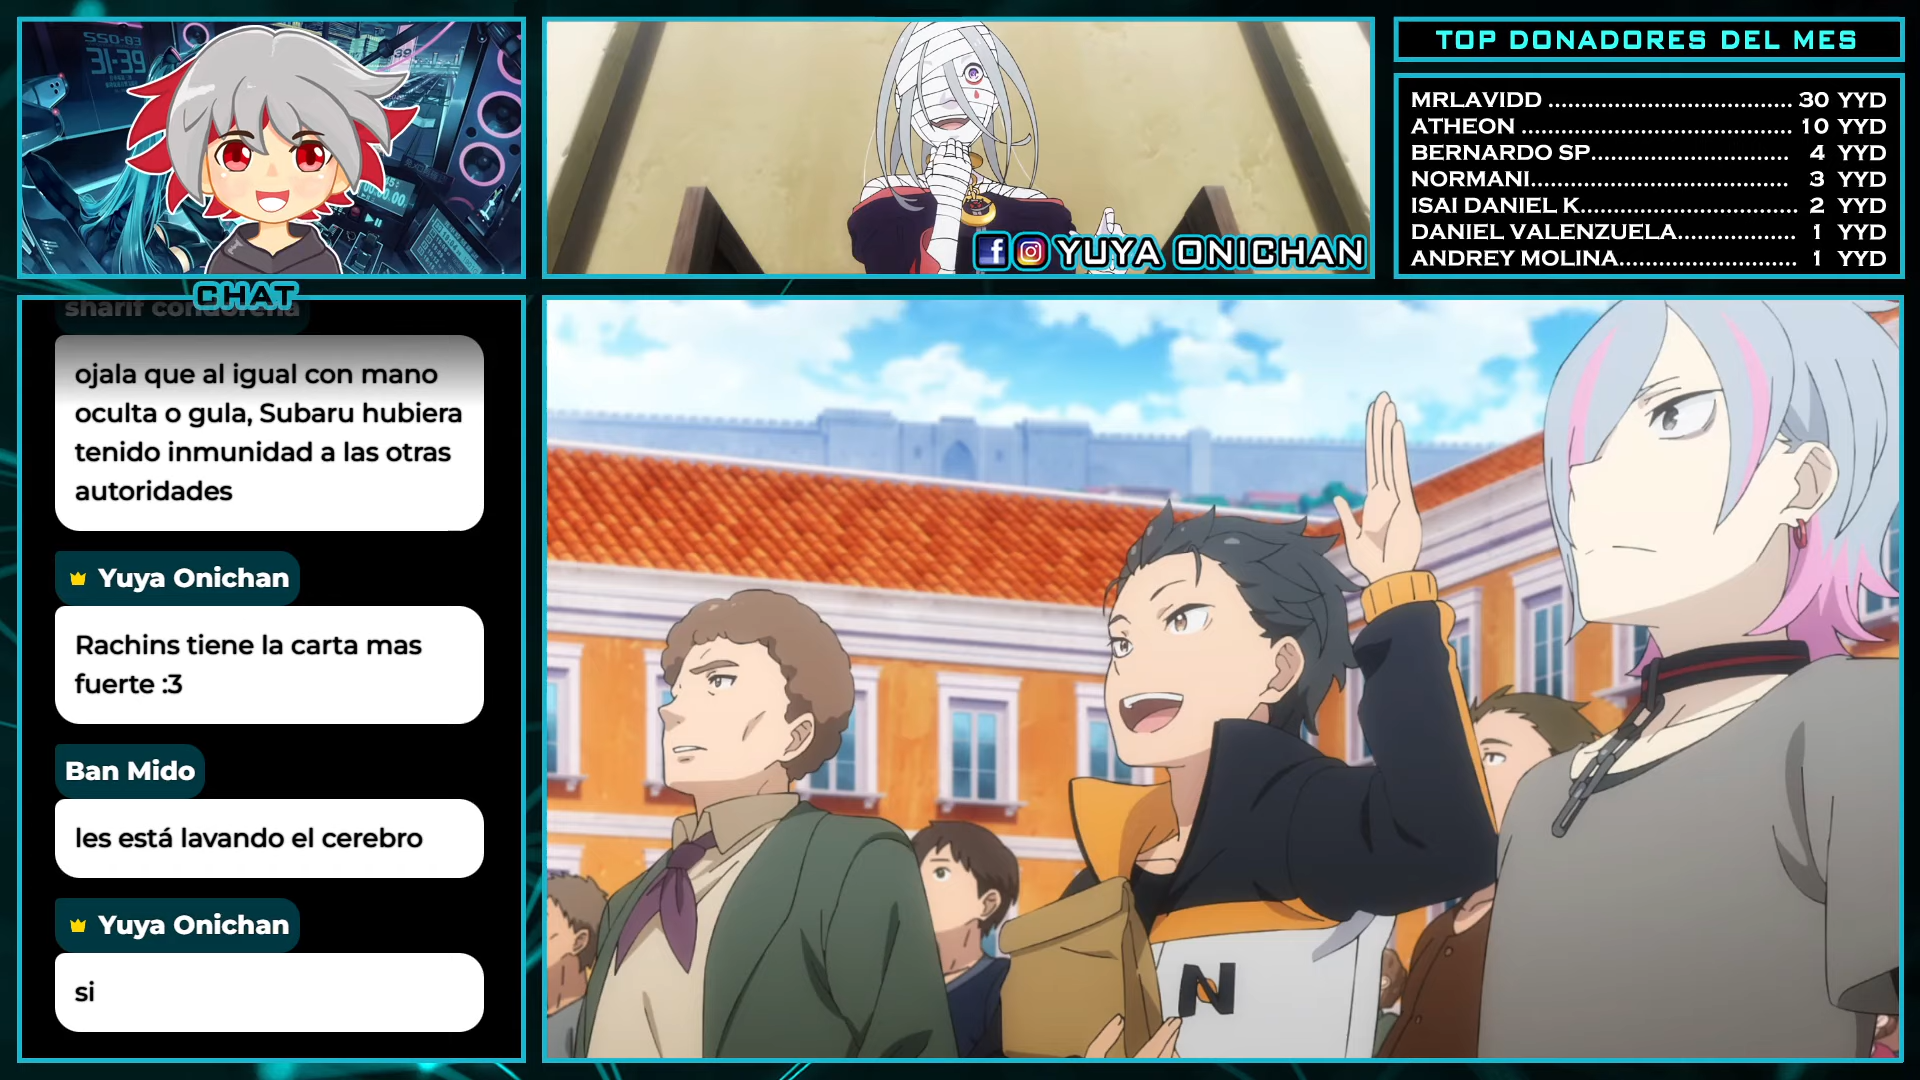 SSO-83
31-39
39
YUYA ONICHAN
TOP DONADORES DEL MES
MRLAVIDD ................................... 30 YYD
ATHEON ....................................... 10 YYD
BERNARDO SP............................. 4 YYD
NORMANI...................................... 3 YYD
ISAI DANIEL K................................ 2 YYD
DANIEL VALENZUELA................. 1 YYD
ANDREY MOLINA.......................... 1 YYD
CHAT
sharif condorena
ojala que al igual con mano
oculta o gula, Subaru hubiera
tenido inmunidad a las otras
autoridades
Yuya Onichan
Rachins tiene la carta mas
fuerte :3
Ban Mido
les está lavando el cerebro
Yuya Onichan
si
N